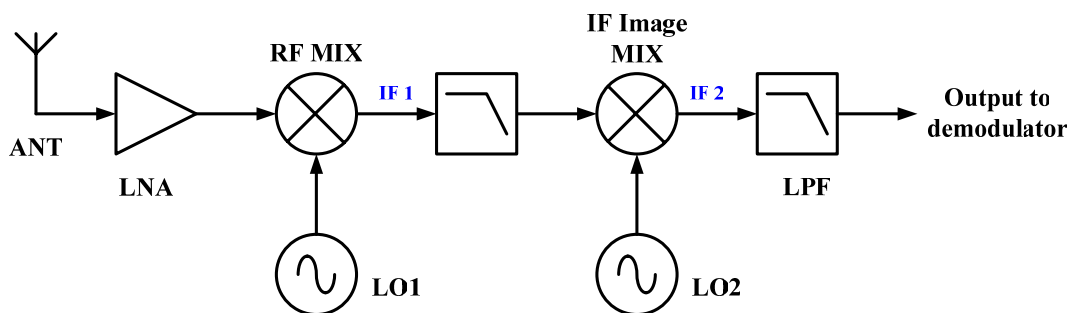 IF Image
MIX
RF MIX
IF 1
IF 2
Output to
demodulator
ANT
LNA
LPF
LO1
LO2